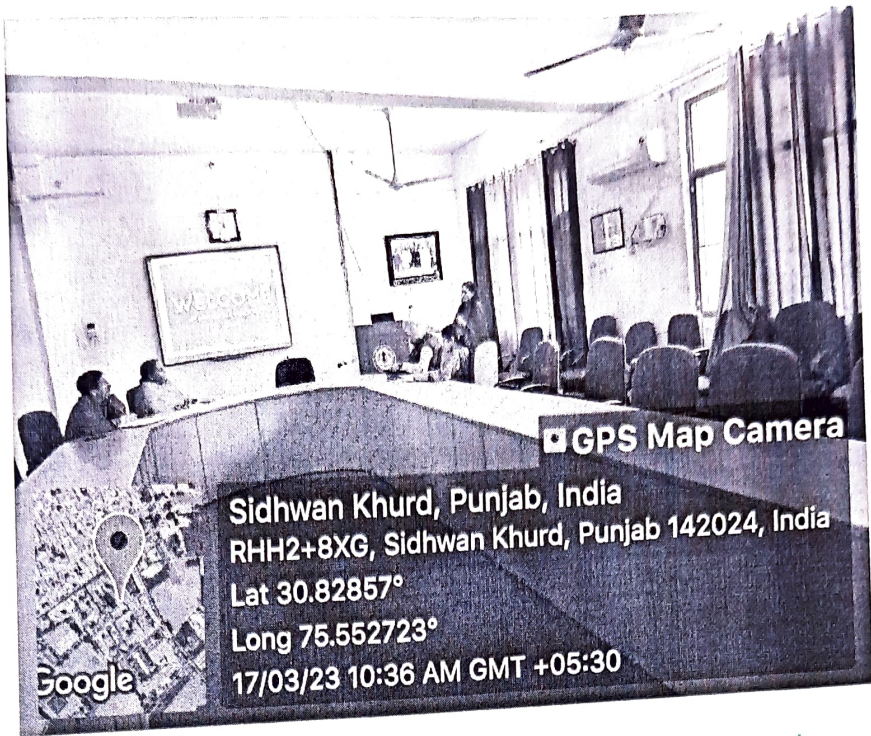 WELCOME
GPS Map Camera
Sidhwan Khurd, Punjab, India
RHH2+8XG, Sidhwan Khurd, Punjab 142024, India
Lat 30.82857°
Long 75.552723°
17/03/23 10:36 AM GMT +05:30
Google